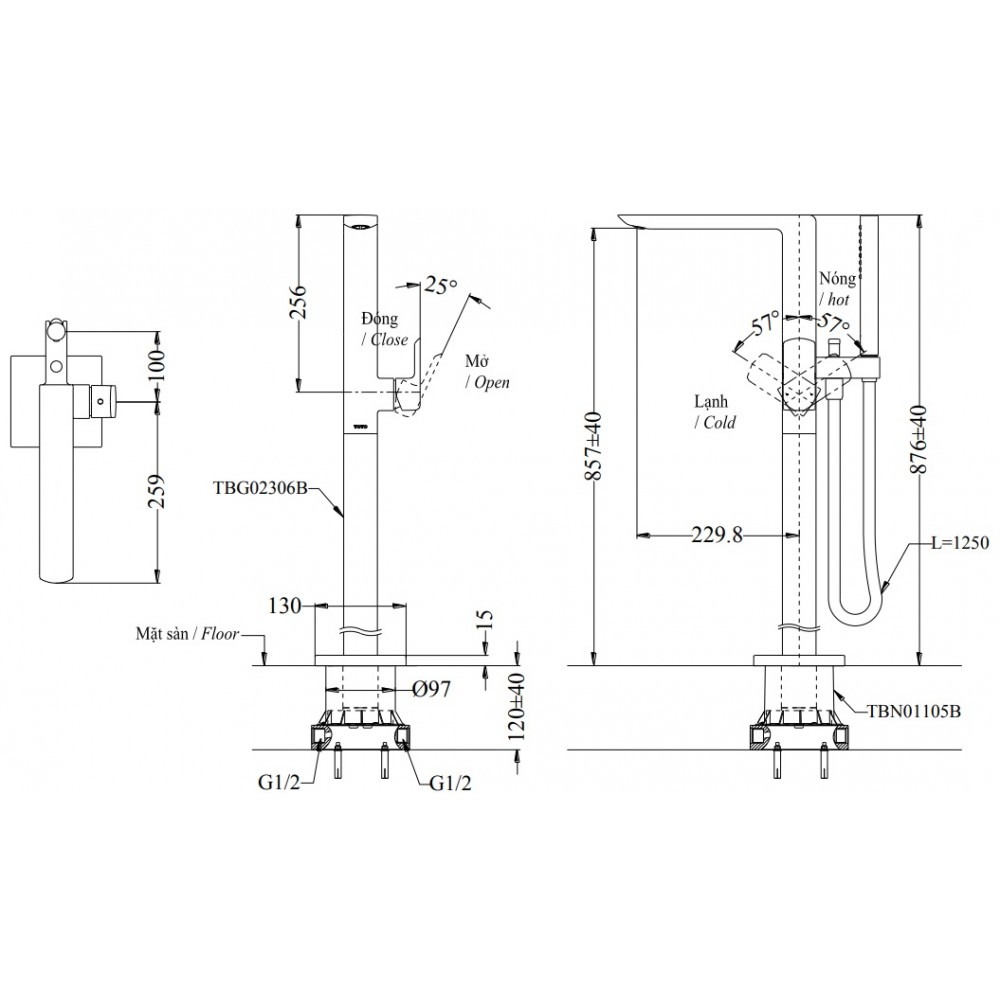 100
259
256
25°
Đóng
/ Close
Mở
/ Open
TOTO
TBG02306B
130
15
Mặt sàn / Floor
Ø97
120±40
G1/2
G1/2
Nóng
/ hot
57°
57°
Lạnh
/ Cold
857±40
876±40
229.8
L=1250
TBN01105B